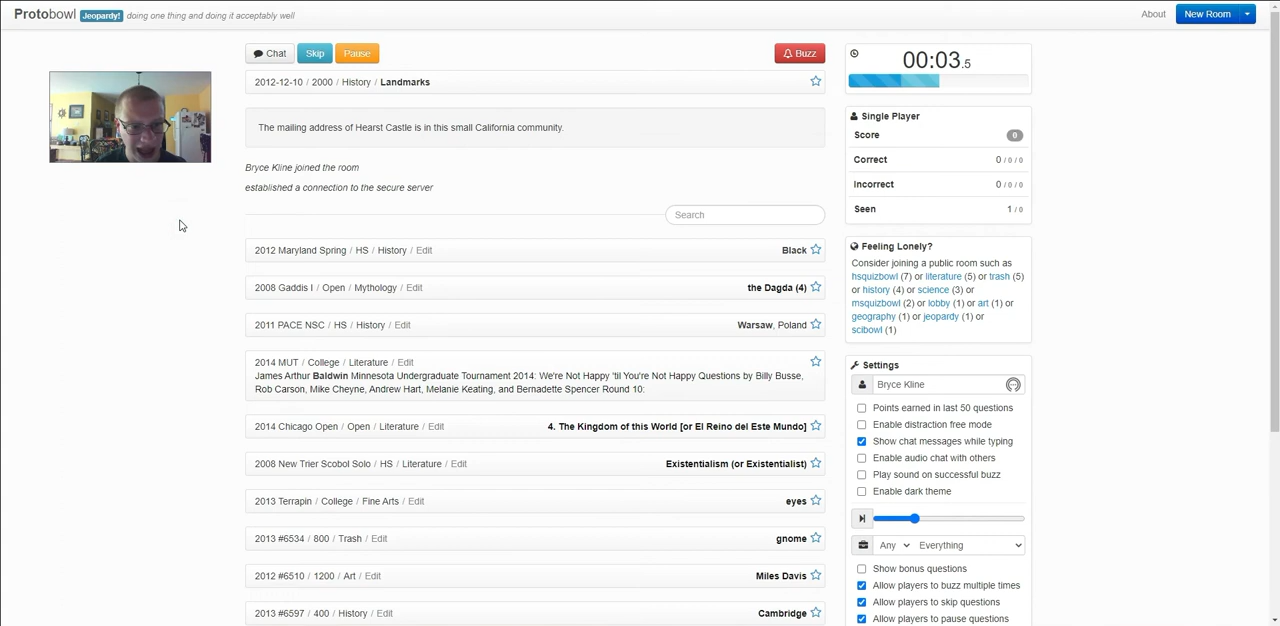 Protobowl Jeopardy! doing one thing and doing it acceptably well
About
New Room
Chat
Skip
Pause
Buzz
2012-12-10 / 2000 / History / Landmarks
The mailing address of Hearst Castle is in this small California community.
Bryce Kline joined the room
established a connection to the secure server
Search
2012 Maryland Spring / HS / History / Edit
Black
2008 Gaddis I / Open / Mythology / Edit
the Dagda (4)
2011 PACE NSC / HS / History / Edit
Warsaw, Poland
2014 MUT / College / Literature / Edit
James Arthur Baldwin Minnesota Undergraduate Tournament 2014: We're Not Happy 'til You're Not Happy Questions by Billy Busse,
Rob Carson, Mike Cheyne, Andrew Hart, Melanie Keating, and Bernadette Spencer Round 10:
2014 Chicago Open / Open / Literature / Edit
4. The Kingdom of this World [or El Reino del Este Mundo]
2008 New Trier Scobol Solo / HS / Literature / Edit
Existentialism (or Existentialist)
2013 Terrapin / College / Fine Arts / Edit
eyes
2013 #6534 / 800 / Trash / Edit
gnome
2012 #6510 / 1200 / Art / Edit
Miles Davis
2013 #6597 / 400 / History / Edit
Cambridge
00:03.5
Single Player
Score 0
Correct 0 / 0 / 0
Incorrect 0 / 0 / 0
Seen 1 / 0
Feeling Lonely?
Consider joining a public room such as
hsquizbowl (7) or literature (5) or trash (5)
or history (4) or science (3) or
msquizbowl (2) or lobby (1) or art (1) or
geography (1) or jeopardy (1) or
scibowl (1)
Settings
Bryce Kline
Points earned in last 50 questions
Enable distraction free mode
Show chat messages while typing
Enable audio chat with others
Play sound on successful buzz
Enable dark theme
Any Everything
Show bonus questions
Allow players to buzz multiple times
Allow players to skip questions
Allow players to pause questions